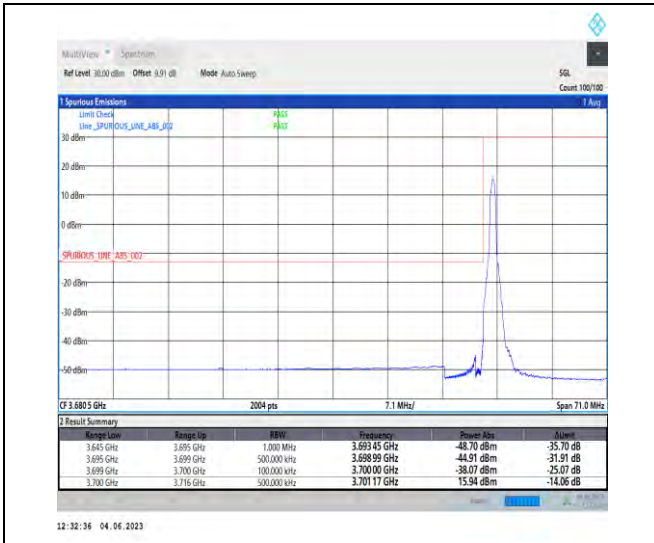 MultiView Spectrum
Ref Level 30.00 dBm Offset 9.91 dB Mode Auto Sweep SGL
Count 100/100
1 Spurious Emissions 1 Avg
Limit Check PASS
Line _SPURIOUS_LINE_ABS_002 PASS
30 dBm
20 dBm
10 dBm
0 dBm
_SPURIOUS_LINE_ABS_002
-20 dBm
-30 dBm
-40 dBm
-50 dBm
CF 3.6805 GHz 2004 pts 7.1 MHz/ Span 71.0 MHz
2 Result Summary
Range Low Range Up RBW Frequency Power Abs ΔLimit
3.645 GHz 3.695 GHz 1.000 MHz 3.693 45 GHz -48.70 dBm -35.70 dB
3.695 GHz 3.699 GHz 500.000 kHz 3.698 99 GHz -44.91 dBm -31.91 dB
3.699 GHz 3.700 GHz 100.000 kHz 3.700 00 GHz -38.07 dBm -25.07 dB
3.700 GHz 3.716 GHz 500.000 kHz 3.701 17 GHz 15.94 dBm -14.06 dB
12:32:36 04.06.2023